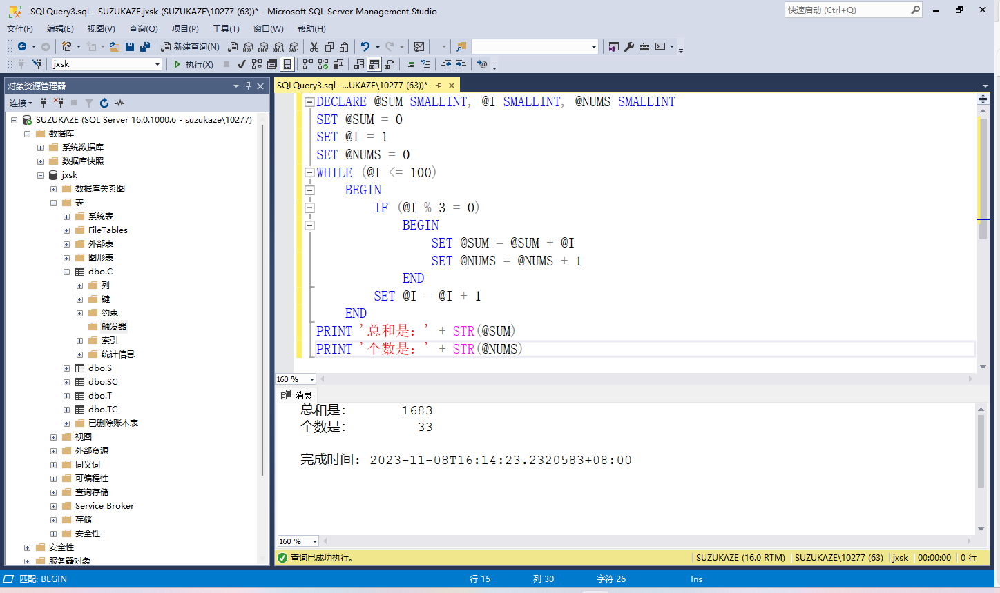 SQLQuery3.sql - SUZUKAZE.jxsk (SUZUKAZE\10277 (63))* - Microsoft SQL Server Management Studio
快速启动 (Ctrl+Q)
文件(F) 编辑(E) 视图(V) 查询(Q) 项目(P) 工具(T) 窗口(W) 帮助(H)
新建查询(N) MDX DMX XMLA DAX
jxsk 执行(X)
对象资源管理器
连接
SUZUKAZE (SQL Server 16.0.1000.6 - suzukaze\10277)
数据库
系统数据库
数据库快照
jxsk
数据库关系图
表
系统表
FileTables
外部表
图形表
dbo.C
列
键
约束
触发器
索引
统计信息
dbo.S
dbo.SC
dbo.T
dbo.TC
已删除账本表
视图
外部资源
同义词
可编程性
查询存储
Service Broker
存储
安全性
安全性
服务器对象
SQLQuery3.sql -...UKAZE\10277 (63))*
DECLARE @SUM SMALLINT, @I SMALLINT, @NUMS SMALLINT
SET @SUM = 0
SET @I = 1
SET @NUMS = 0
WHILE (@I <= 100)
BEGIN
IF (@I % 3 = 0)
BEGIN
SET @SUM = @SUM + @I
SET @NUMS = @NUMS + 1
END
SET @I = @I + 1
END
PRINT '总和是：' + STR(@SUM)
PRINT '个数是：' + STR(@NUMS)
160 %
消息
总和是： 1683
个数是： 33
完成时间: 2023-11-08T16:14:23.2320583+08:00
160 %
查询已成功执行。 SUZUKAZE (16.0 RTM) SUZUKAZE\10277 (63) jxsk 00:00:00 0 行
匹配: BEGIN 行 15 列 30 字符 26 Ins